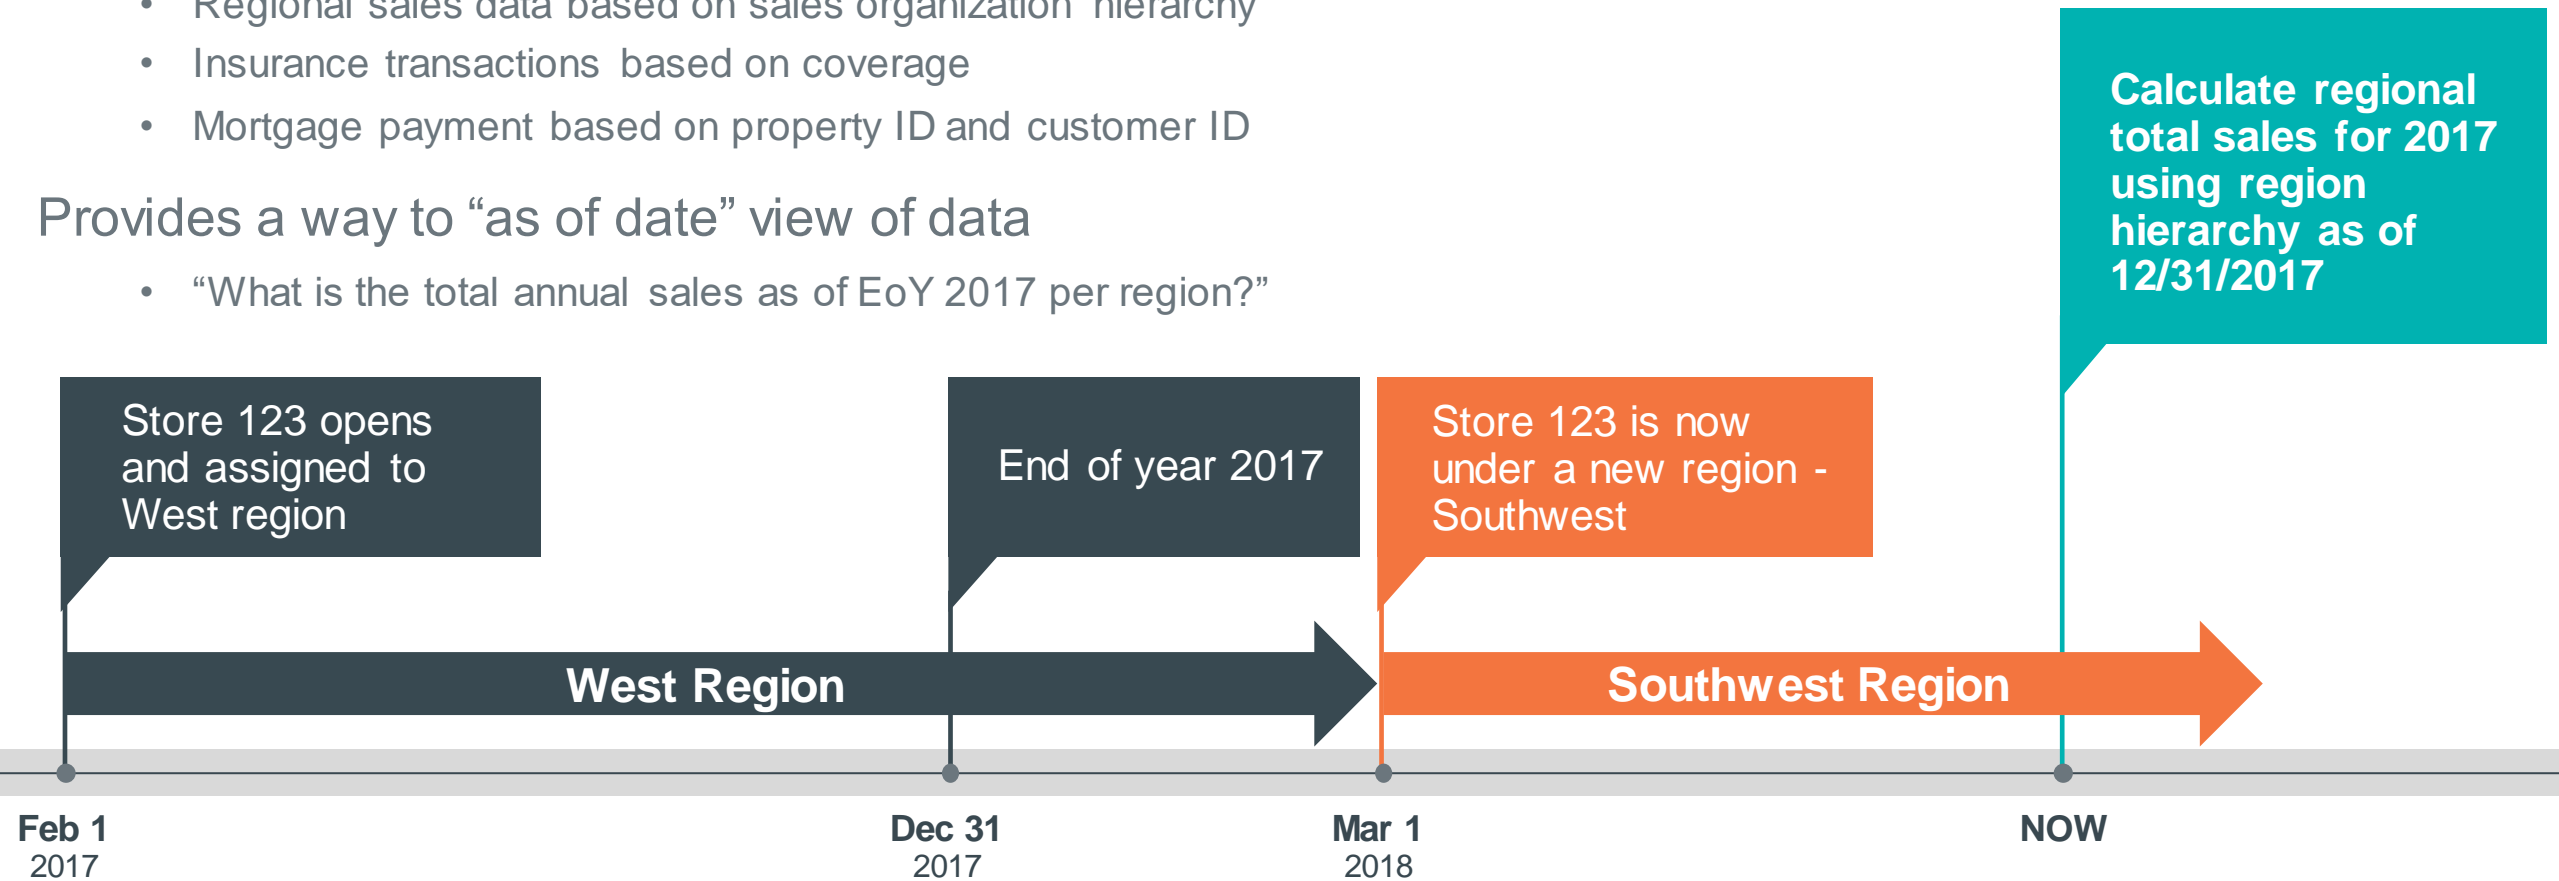 • Regional sales data based on sales organization hierarchy
• Insurance transactions based on coverage
• Mortgage payment based on property ID and customer ID
Provides a way to “as of date” view of data
• “What is the total annual sales as of EoY 2017 per region?”
Calculate regional
total sales for 2017
using region
hierarchy as of
12/31/2017
Store 123 opens
and assigned to
West region
End of year 2017
Store 123 is now
under a new region -
Southwest
West Region
Southwest Region
Feb 1
2017
Dec 31
2017
Mar 1
2018
NOW